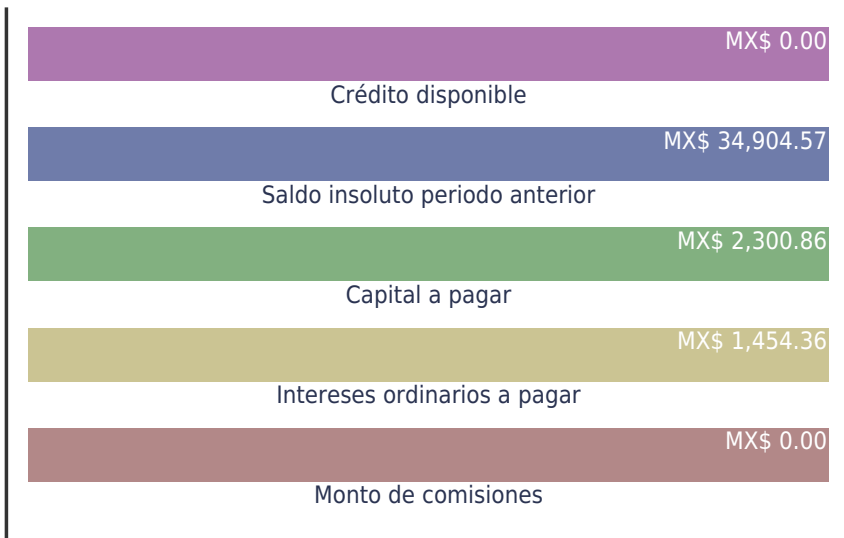 MX$ 0.00
Crédito disponible
MX$ 34,904.57
Saldo insoluto periodo anterior
MX$ 2,300.86
Capital a pagar
MX$ 1,454.36
Intereses ordinarios a pagar
MX$ 0.00
Monto de comisiones